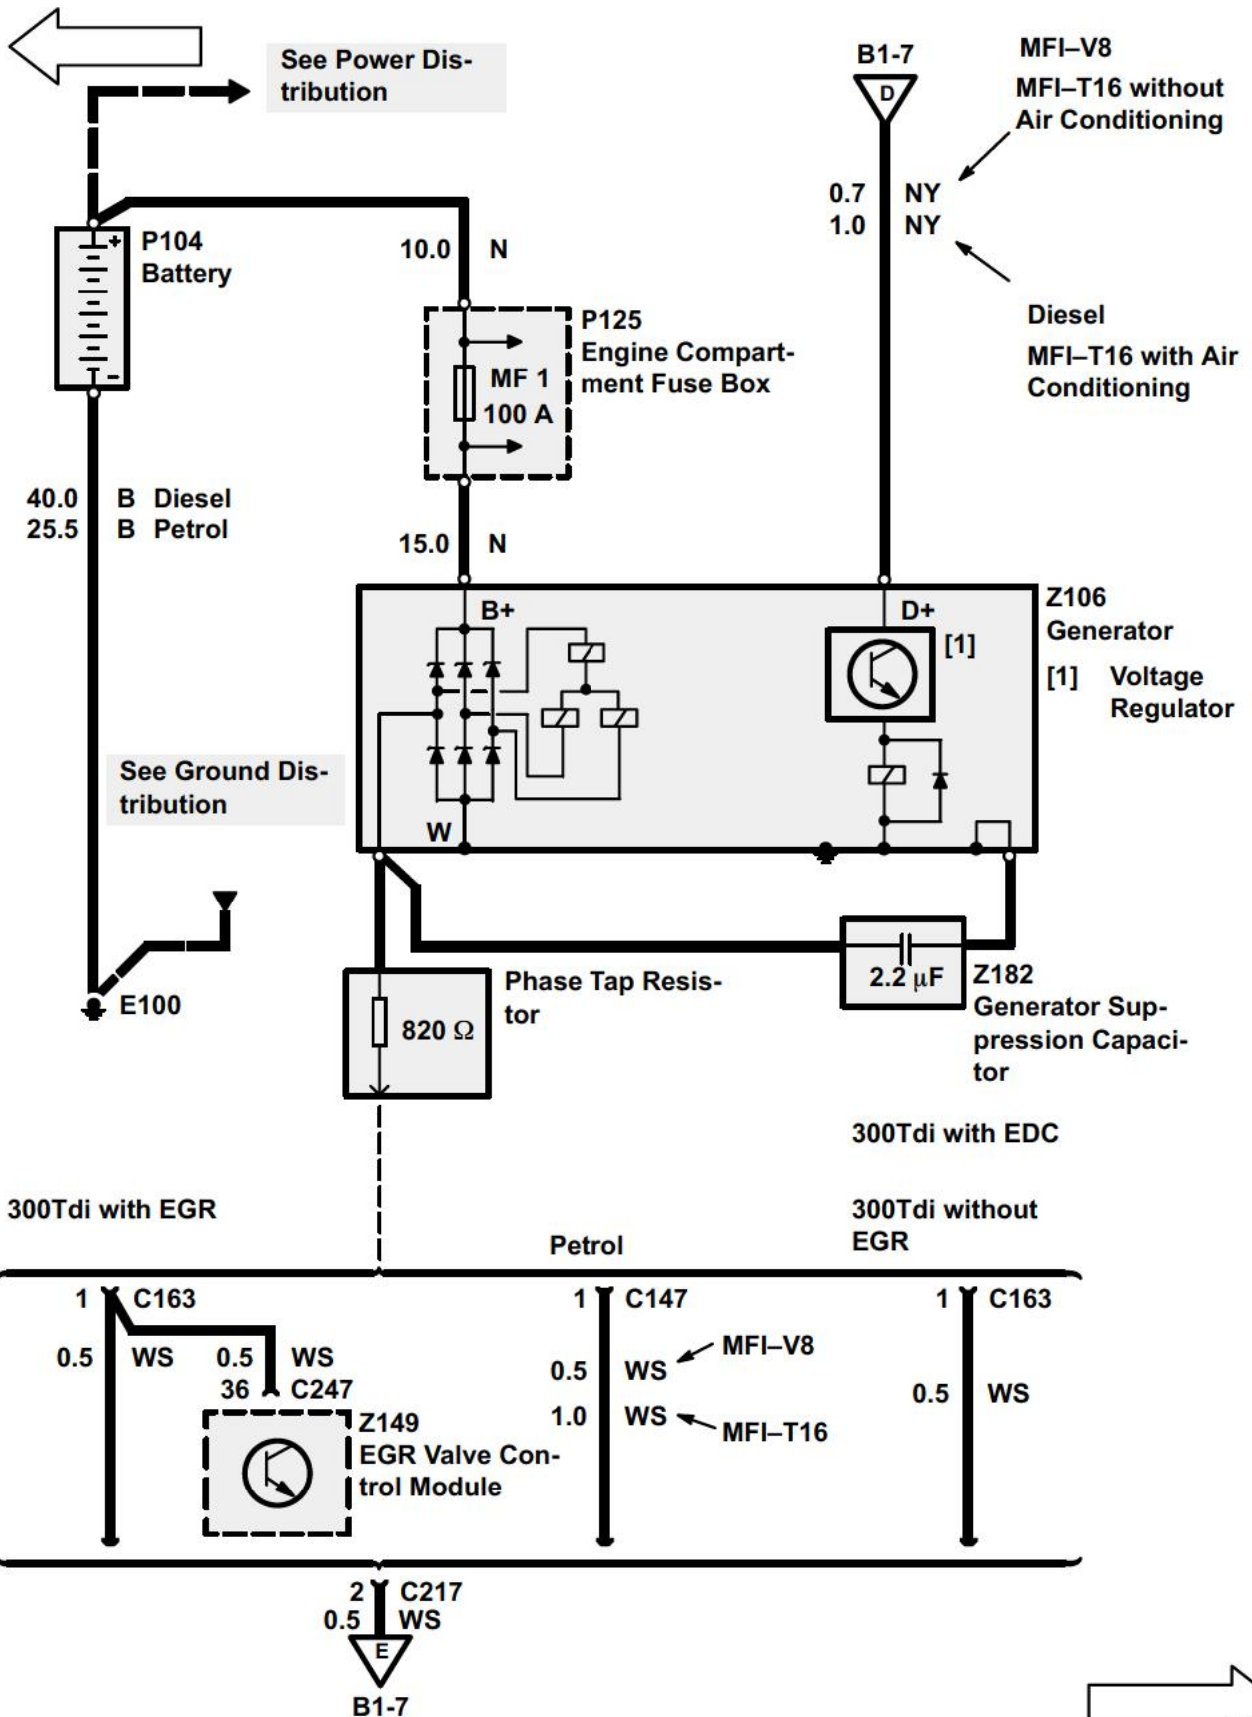 See Power Dis-
tribution
B1-7
D
MFI–V8
MFI–T16 without
Air Conditioning
0.7 NY
1.0 NY
Diesel
MFI–T16 with Air
Conditioning
+
P104
Battery
-
10.0 N
P125
Engine Compart-
ment Fuse Box
MF 1
100 A
40.0 B Diesel
25.5 B Petrol
15.0 N
B+
D+
[1]
Z106
Generator
[1] Voltage
Regulator
See Ground Dis-
tribution
W
E100
Phase Tap Resis-
tor
820 Ω
2.2 µF
Z182
Generator Sup-
pression Capaci-
tor
300Tdi with EDC
300Tdi with EGR
300Tdi without
EGR
Petrol
1 C163
1 C147
1 C163
0.5 WS
0.5 WS
36 C247
MFI–V8
0.5 WS
1.0 WS
MFI–T16
0.5 WS
Z149
EGR Valve Con-
trol Module
2 C217
0.5 WS
E
B1-7